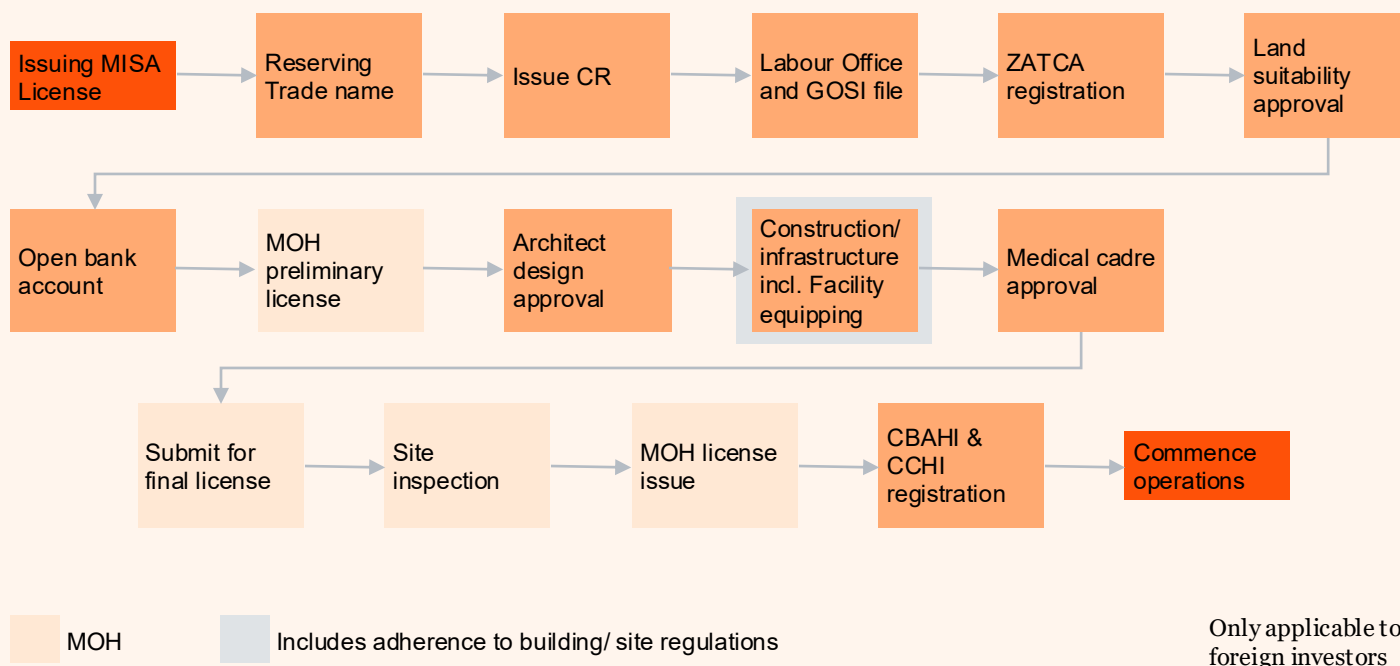 Issuing MISA
License
Reserving
Trade name
Issue CR
Labour Office
and GOSI file
ZATCA
registration
Land
suitability
approval
Open bank
account
MOH
preliminary
license
Architect
design
approval
Construction/
infrastructure
incl. Facility
equipping
Medical cadre
approval
Submit for
final license
Site
inspection
MOH license
issue
CBAHI &
CCHI
registration
Commence
operations
MOH
Includes adherence to building/ site regulations
Only applicable to
foreign investors